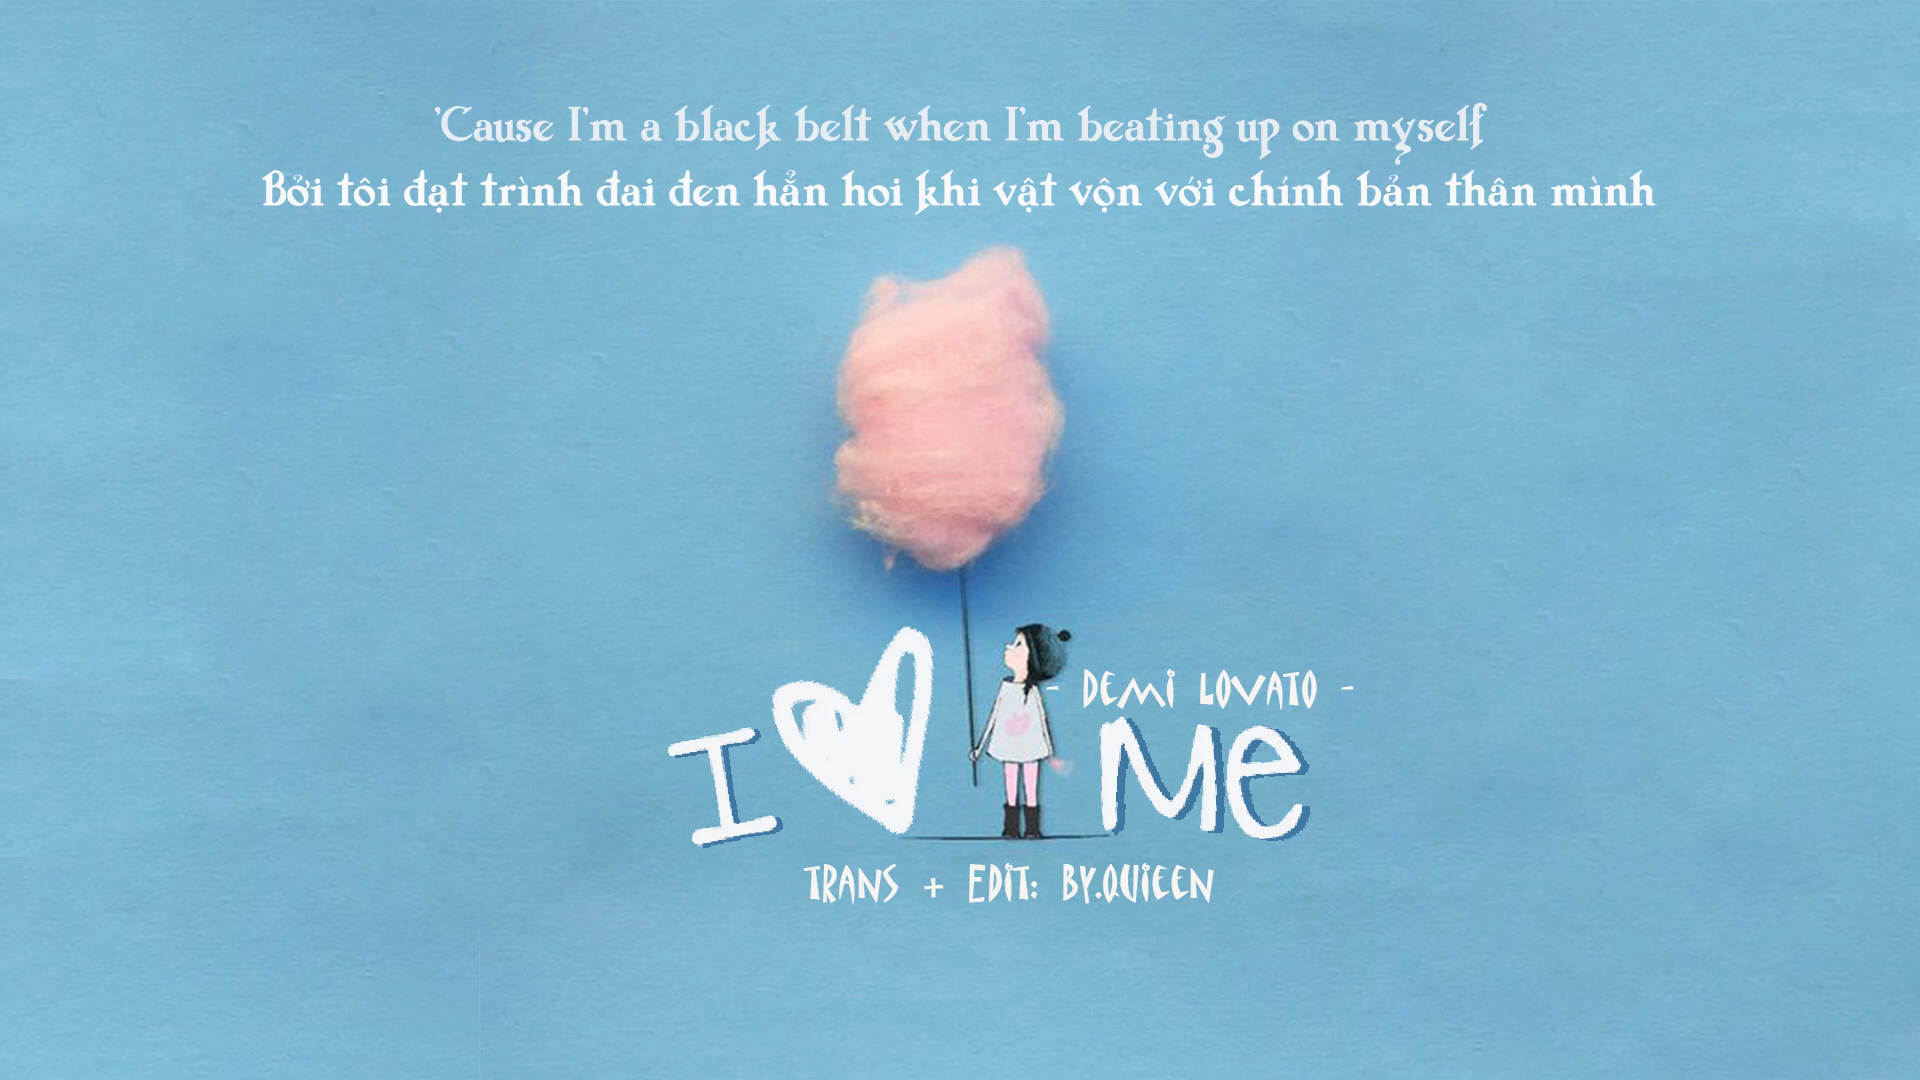 'Cause I'm a black belt when I'm beating up on myself
Bởi tôi đạt trình đai đen hẳn hoi khi vật vộn với chính bản thân mình
- DEMI LOVATO -
I Me
TRANS + EDIT: BY.QUIEEN